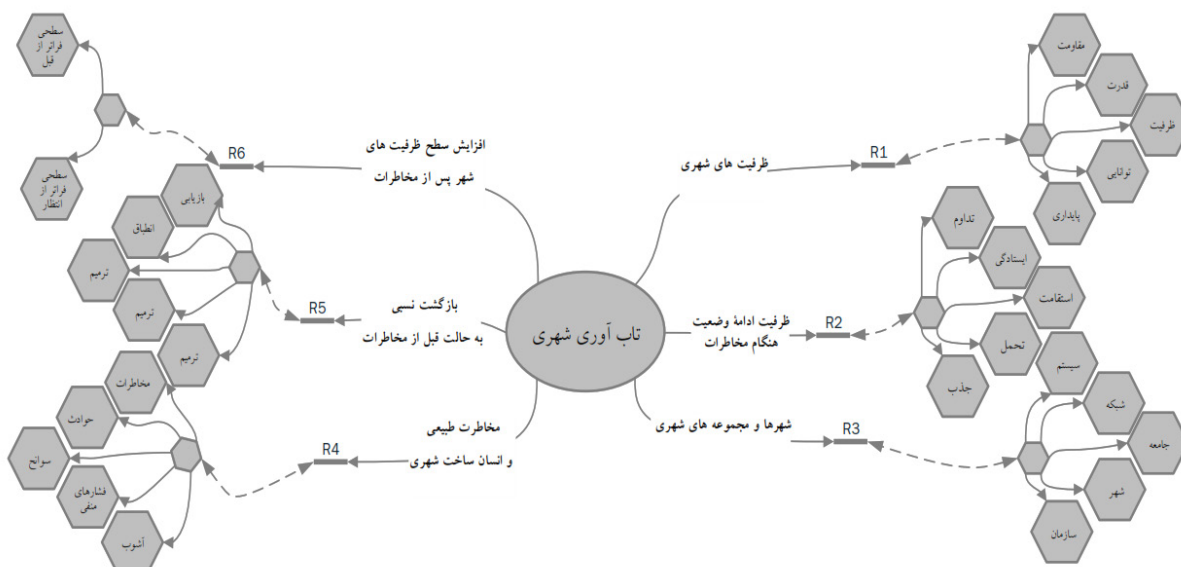 تاب آوری شهری
ظرفیت های شهری
R1
مقاومت
قدرت
ظرفیت
توانایی
پایداری
ظرفیت ادامۀ وضعیت
هنگام مخاطرات
R2
تداوم
ایستادگی
استقامت
تحمل
جذب
شهرها و مجموعه های شهری
R3
سیستم
شبکه
جامعه
شهر
سازمان
مخاطرت طبیعی
و انسان ساخت شهری
R4
مخاطرات
حوادث
سوانح
فشارهای
منفی
آشوب
بازگشت نسبی
به حالت قبل از مخاطرات
R5
بازیابی
انطباق
ترمیم
ترمیم
ترمیم
افزایش سطح ظرفیت های
شهر پس از مخاطرات
R6
سطحی
فراتر از
قبل
سطحی
فراتر از
انتظار